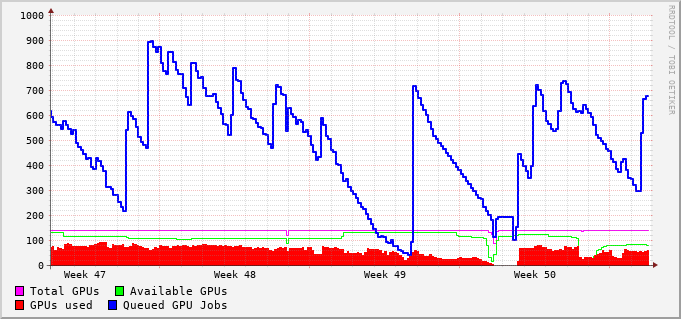 1000
900
800
700
600
500
400
300
200
100
0
Week 47 Week 48 Week 49 Week 50
Total GPUs Available GPUs
GPUs used Queued GPU Jobs
RRDTOOL / TOBI OETIKER